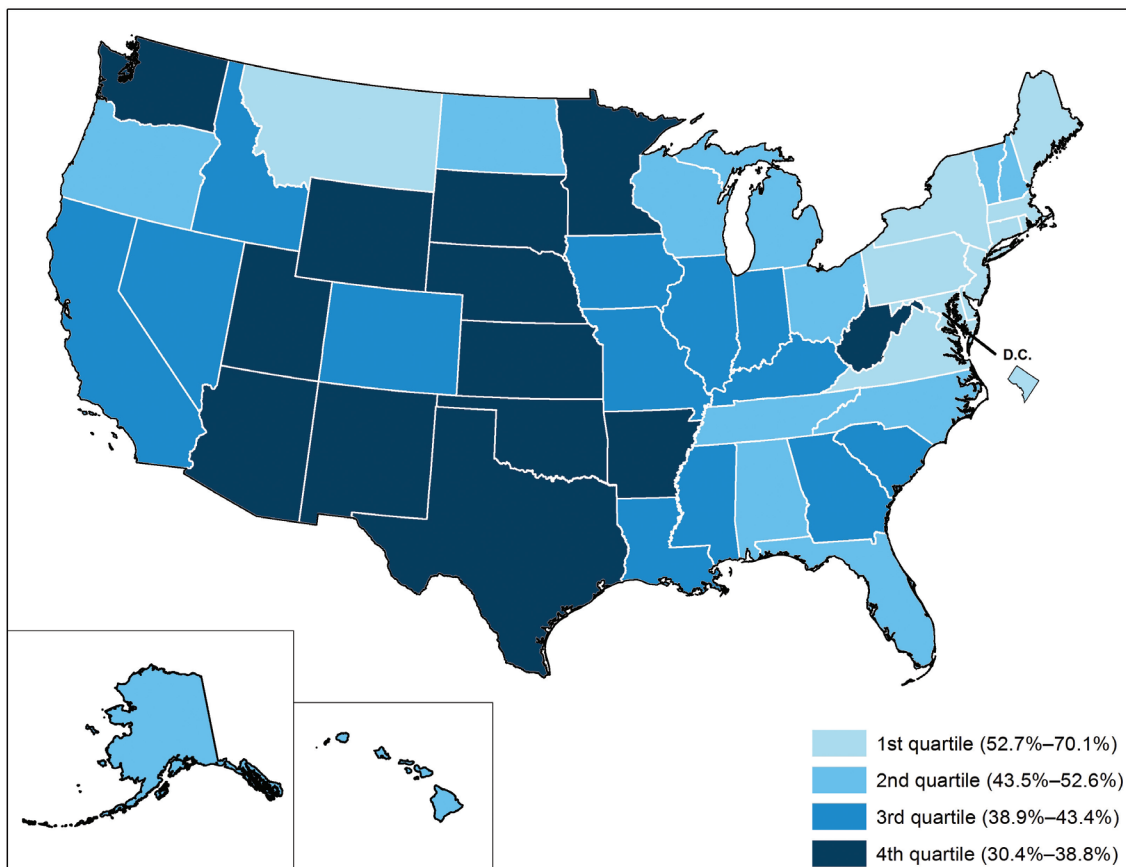 D.C.
1st quartile (52.7%–70.1%)
2nd quartile (43.5%–52.6%)
3rd quartile (38.9%–43.4%)
4th quartile (30.4%–38.8%)